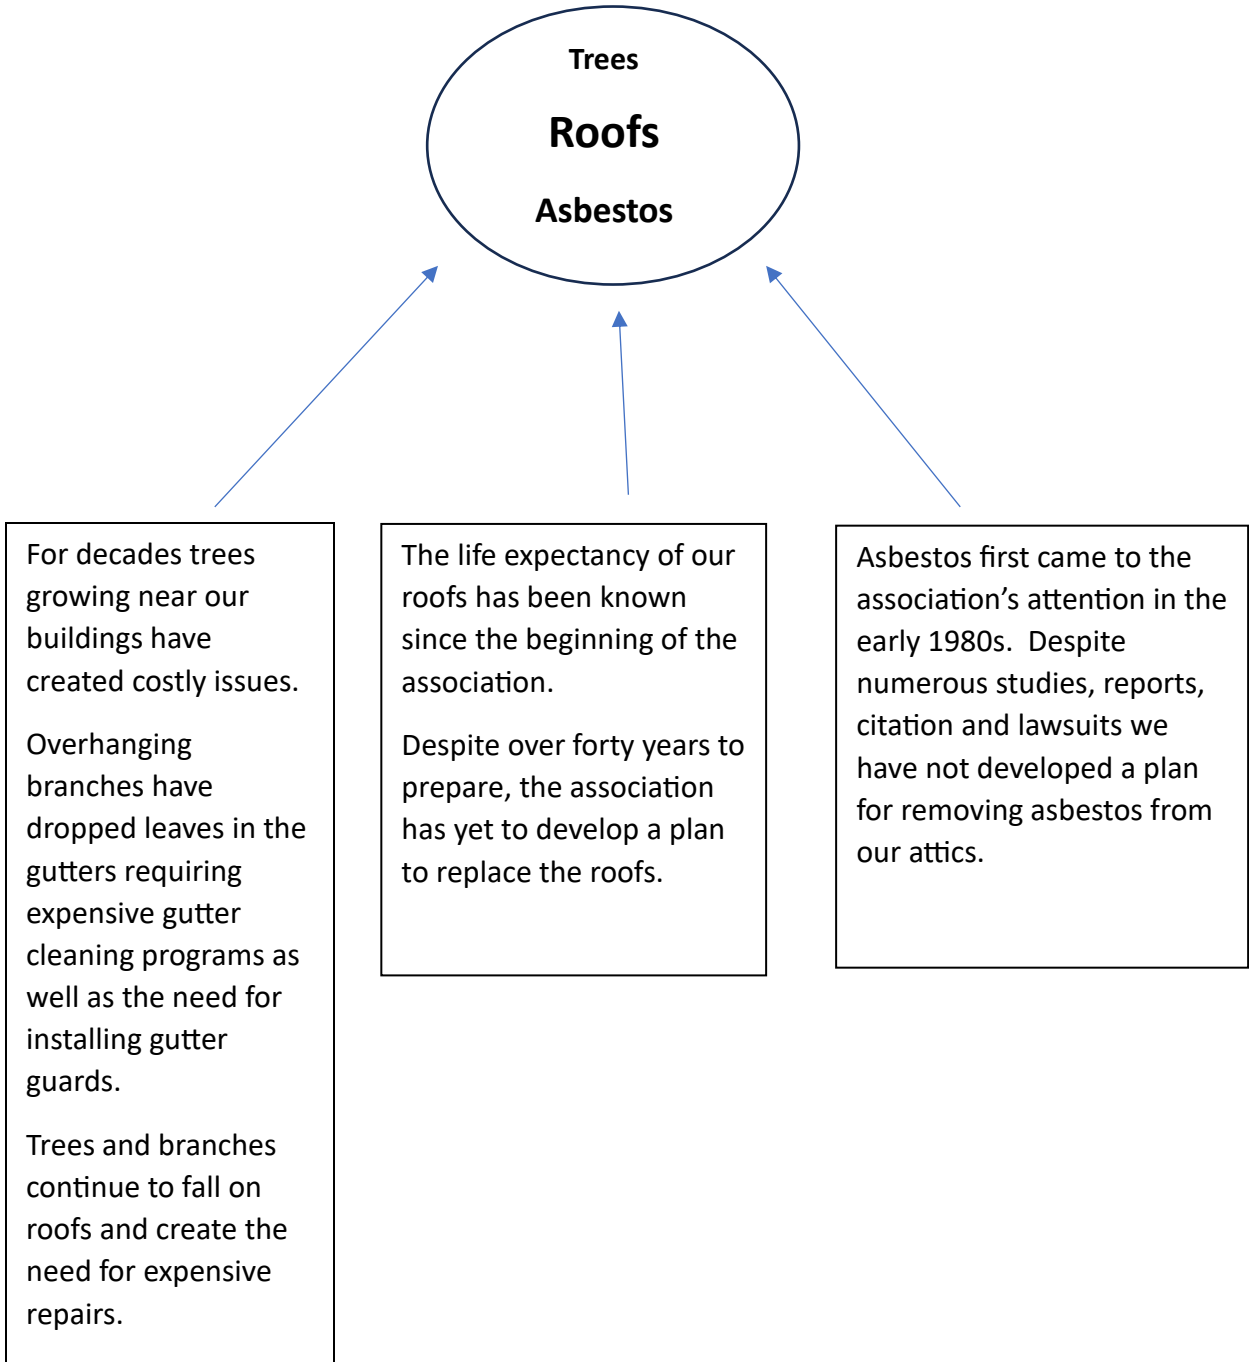 Trees
Roofs
Asbestos
For decades trees
growing near our
buildings have
created costly issues.
Overhanging
branches have
dropped leaves in the
gutters requiring
expensive gutter
cleaning programs as
well as the need for
installing gutter
guards.
Trees and branches
continue to fall on
roofs and create the
need for expensive
repairs.
The life expectancy of our
roofs has been known
since the beginning of the
association.
Despite over forty years to
prepare, the association
has yet to develop a plan
to replace the roofs.
Asbestos first came to the
association’s attention in the
early 1980s.  Despite
numerous studies, reports,
citation and lawsuits we
have not developed a plan
for removing asbestos from
our attics.